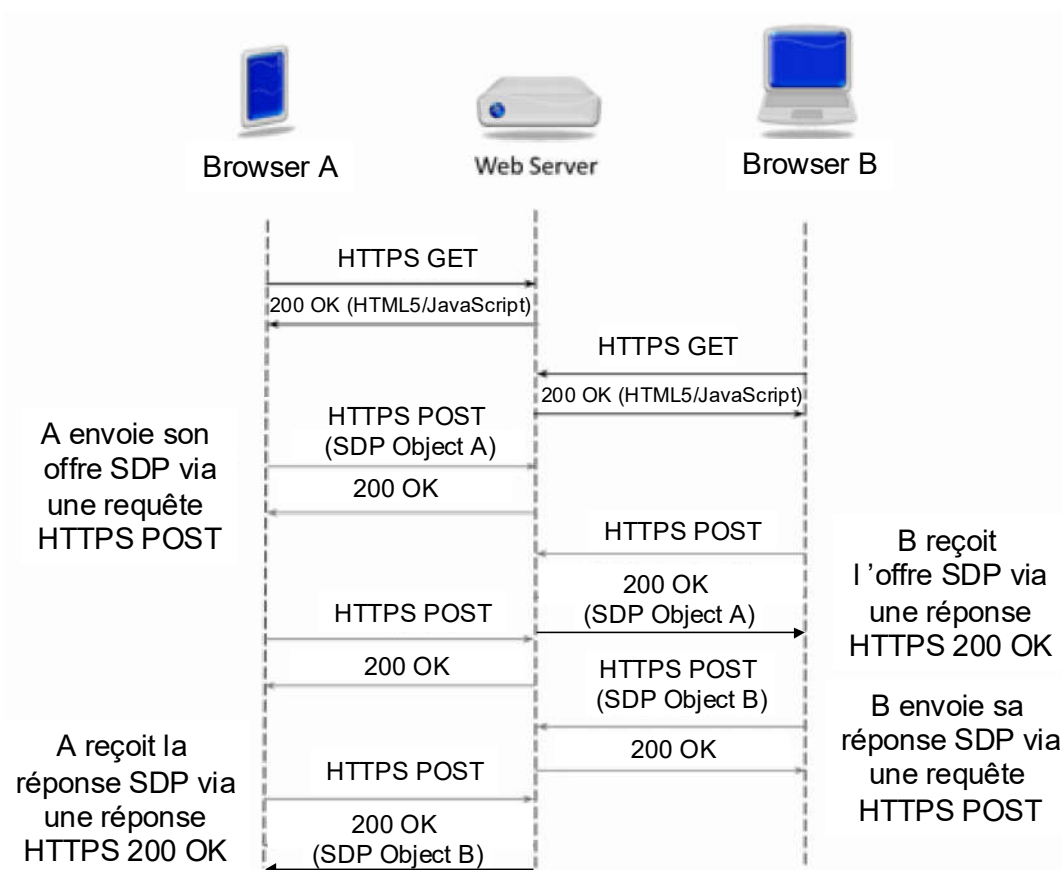 Browser A
Web Server
Browser B
HTTPS GET
200 OK (HTML5/JavaScript)
HTTPS GET
200 OK (HTML5/JavaScript)
A envoie son
offre SDP via
une requête
HTTPS POST
HTTPS POST
(SDP Object A)
200 OK
HTTPS POST
200 OK
(SDP Object A)
B reçoit
l ’offre SDP via
une réponse
HTTPS 200 OK
HTTPS POST
200 OK
HTTPS POST
(SDP Object B)
200 OK
B envoie sa
réponse SDP via
une requête
HTTPS POST
A reçoit la
réponse SDP via
une réponse
HTTPS 200 OK
HTTPS POST
200 OK
(SDP Object B)